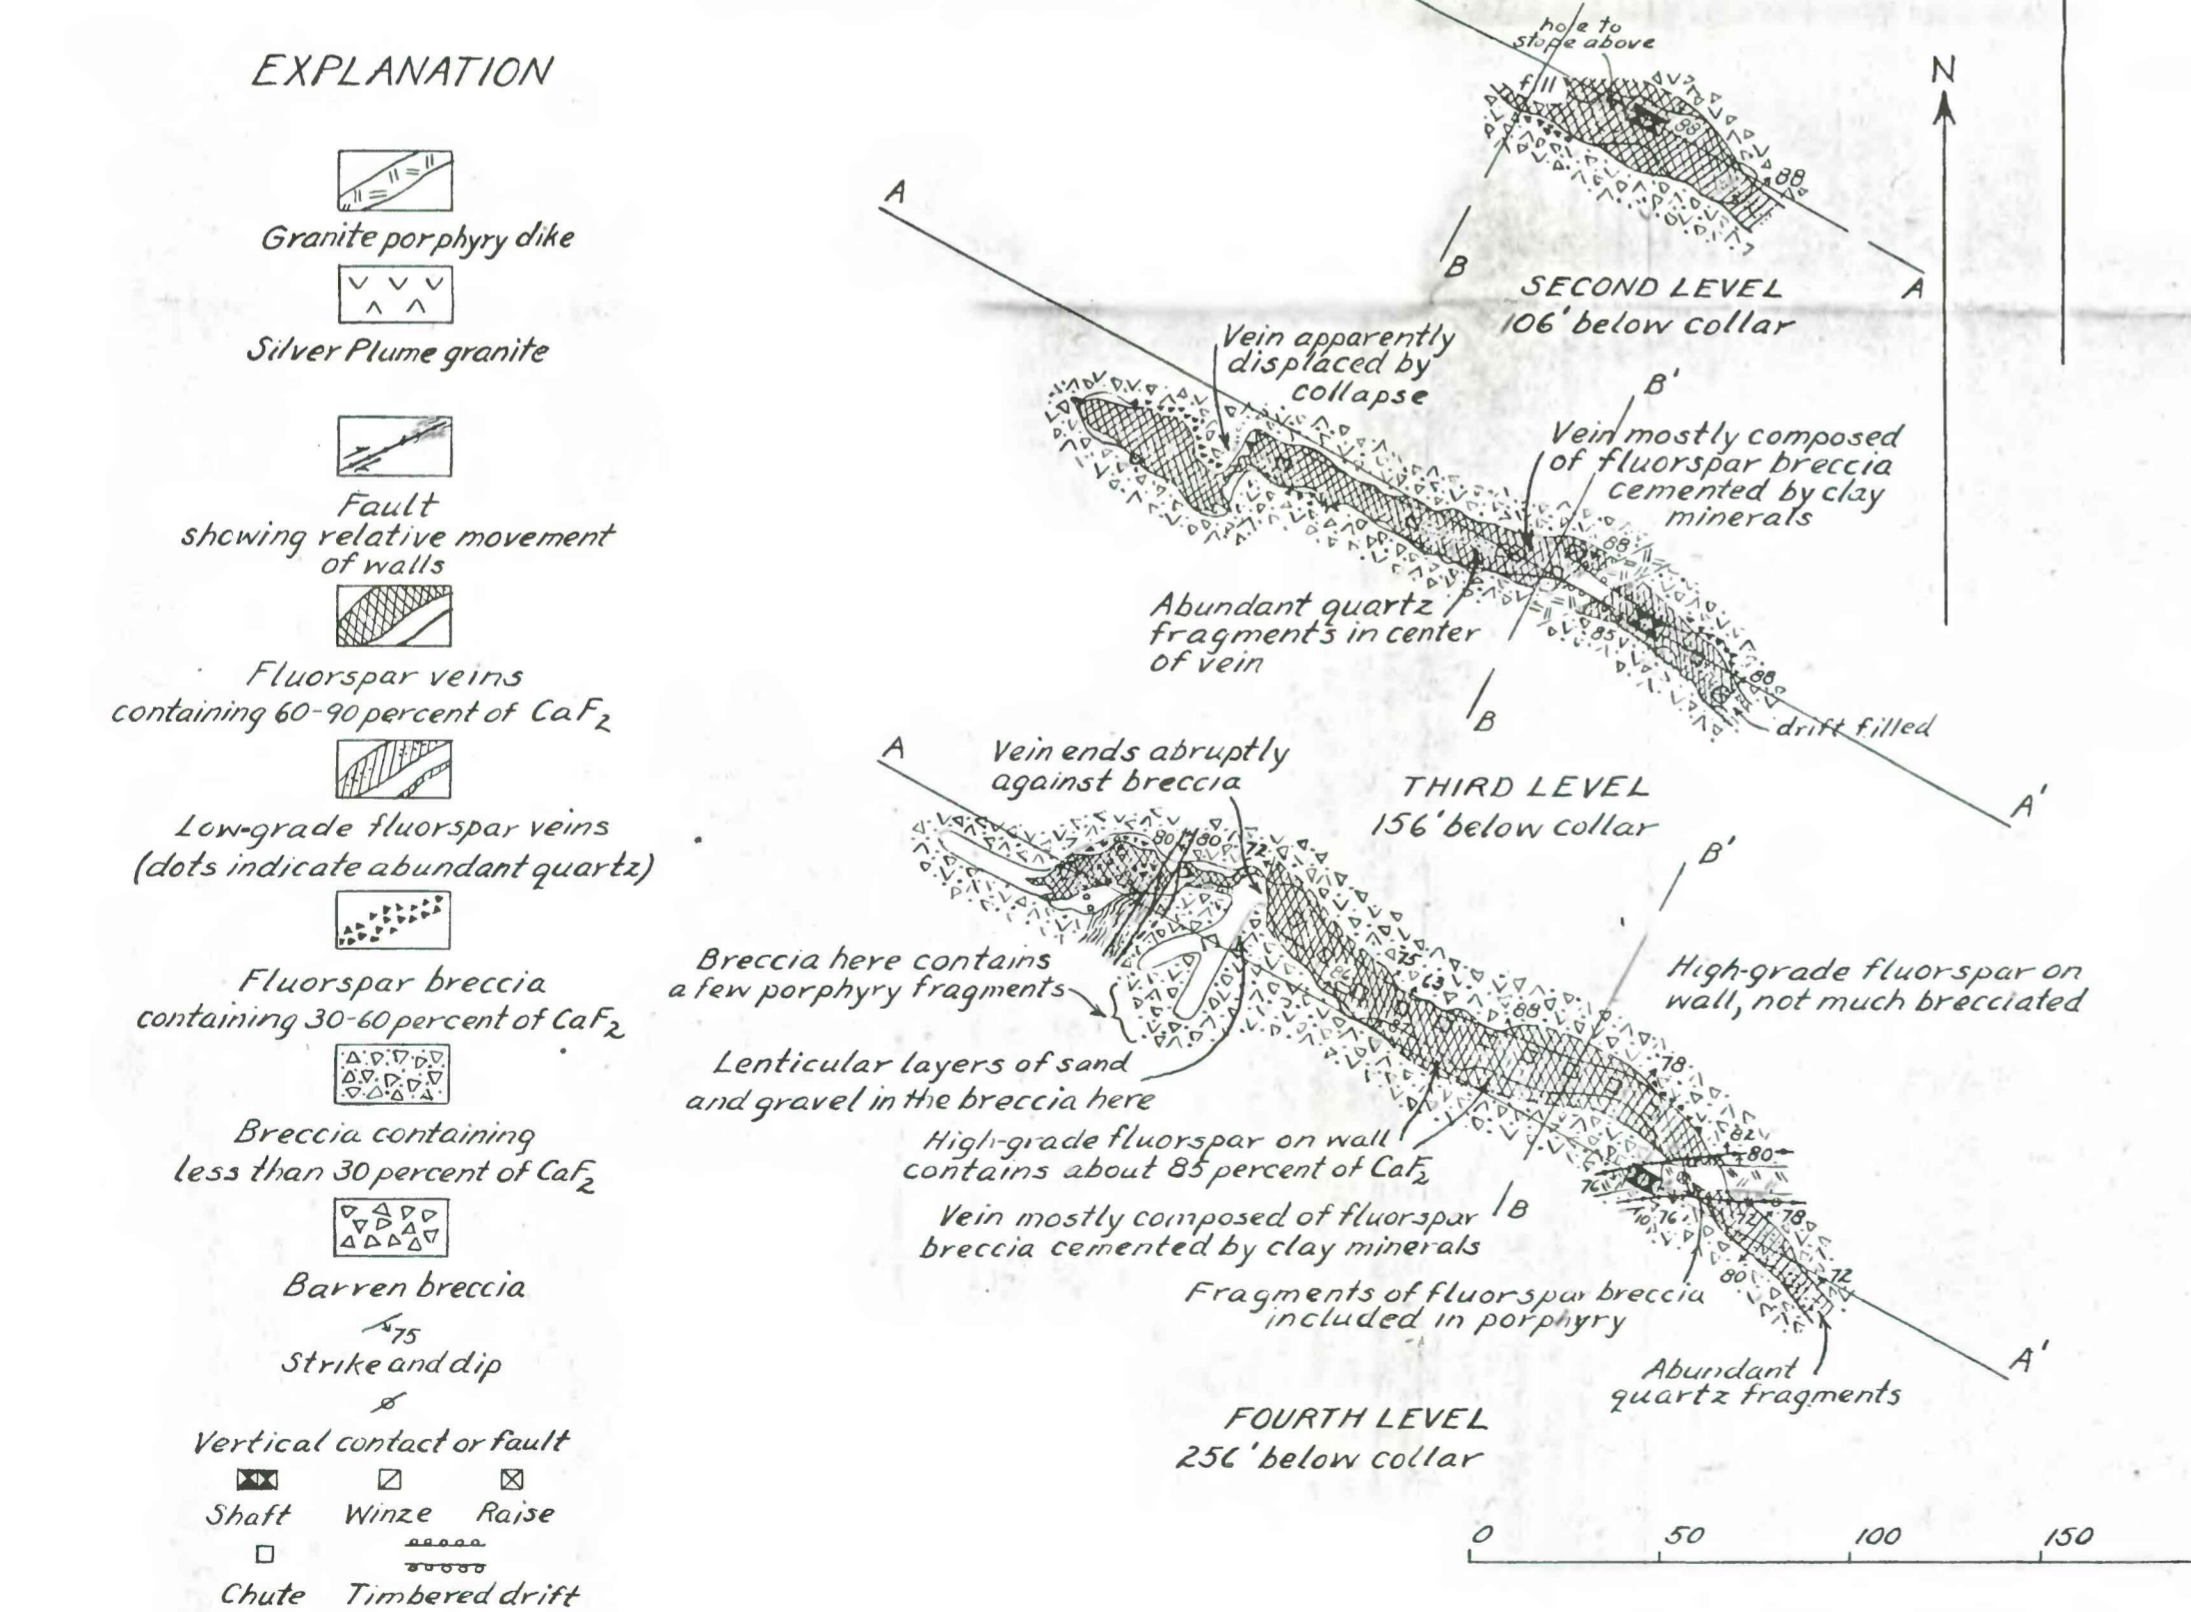 EXPLANATION
Granite porphyry dike
Silver Plume granite
Fault
showing relative movement
of walls
Fluorspar veins
containing 60-90 percent of CaF2
Low-grade fluorspar veins
(dots indicate abundant quartz)
Fluorspar breccia
containing 30-60 percent of CaF2
Breccia containing
less than 30 percent of CaF2
Barren breccia
75
Strike and dip
Vertical contact or fault
Shaft Winze Raise
Chute Timbered drift
hole to
stope above
fill
88
88
N
B
A
SECOND LEVEL
106' below collar
A
Vein apparently
displaced by
collapse
B'
Vein mostly composed
of fluorspar breccia
cemented by clay
minerals
88
85
88
Abundant quartz
fragments in center
of vein
B
drift filled
A'
THIRD LEVEL
156' below collar
A
Vein ends abruptly
against breccia
80 80 72
B'
Breccia here contains
a few porphyry fragments
75
63
86
87
88
High-grade fluorspar on
wall, not much brecciated
Lenticular layers of sand
and gravel in the breccia here
78
82
80
High-grade fluorspar on wall
contains about 85 percent of CaF2
76
76
72
78
Vein mostly composed of fluorspar
breccia cemented by clay minerals
B
80
72
Fragments of fluorspar breccia
included in porphyry
A'
Abundant
quartz fragments
FOURTH LEVEL
256' below collar
0 50 100 150